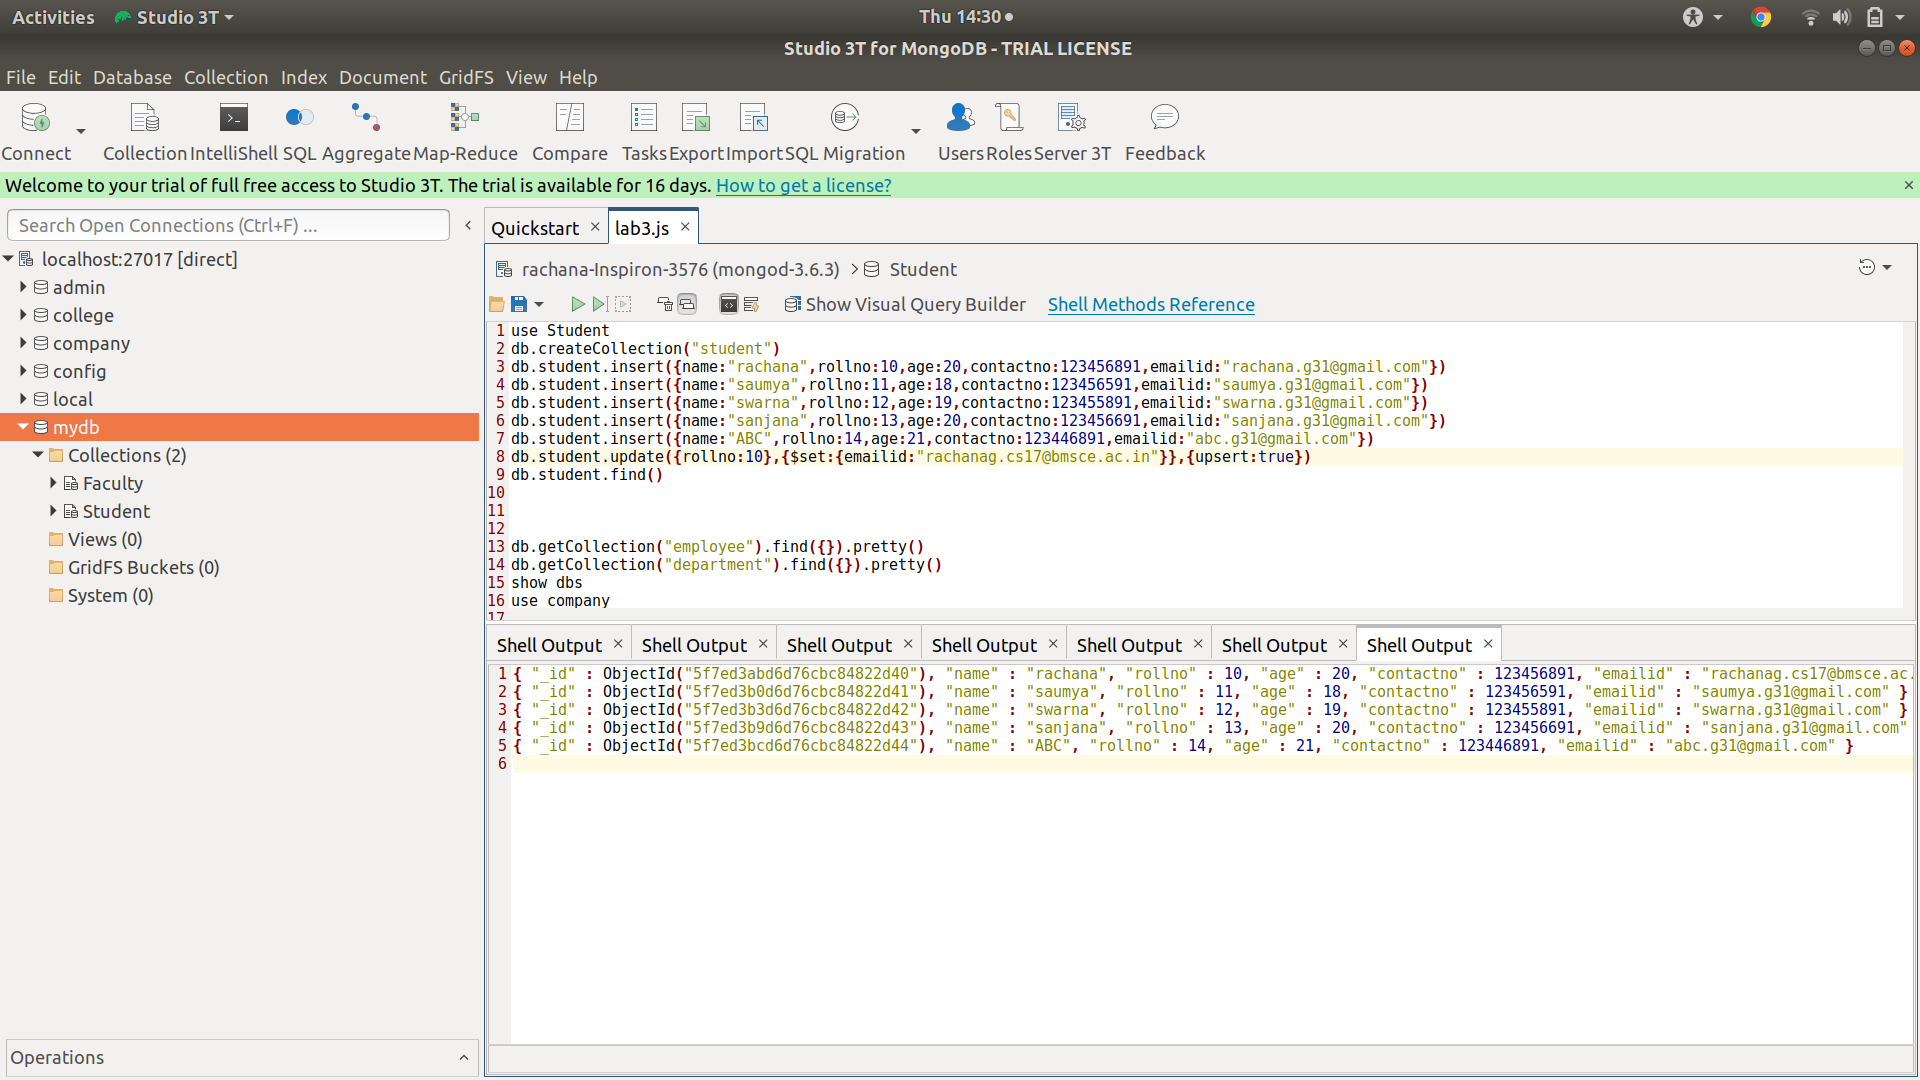 Activities Studio 3T Thu 14:30
Studio 3T for MongoDB - TRIAL LICENSE
File Edit Database Collection Index Document GridFS View Help
Connect Collection IntelliShell SQL Aggregate Map-Reduce Compare Tasks Export Import SQL Migration Users Roles Server 3T Feedback
Welcome to your trial of full free access to Studio 3T. The trial is available for 16 days. How to get a license?
Search Open Connections (Ctrl+F) ...
localhost:27017 [direct]
admin
college
company
config
local
mydb
Collections (2)
Faculty
Student
Views (0)
GridFS Buckets (0)
System (0)
Operations
Quickstart lab3.js
rachana-Inspiron-3576 (mongod-3.6.3) > Student
Show Visual Query Builder Shell Methods Reference
1 use Student
2 db.createCollection("student")
3 db.student.insert({name:"rachana",rollno:10,age:20,contactno:123456891,emailid:"rachana.g31@gmail.com"})
4 db.student.insert({name:"saumya",rollno:11,age:18,contactno:123456591,emailid:"saumya.g31@gmail.com"})
5 db.student.insert({name:"swarna",rollno:12,age:19,contactno:123455891,emailid:"swarna.g31@gmail.com"})
6 db.student.insert({name:"sanjana",rollno:13,age:20,contactno:123456691,emailid:"sanjana.g31@gmail.com"})
7 db.student.insert({name:"ABC",rollno:14,age:21,contactno:123446891,emailid:"abc.g31@gmail.com"})
8 db.student.update({rollno:10},{$set:{emailid:"rachanag.cs17@bmsce.ac.in"}},{upsert:true})
9 db.student.find()
10
11
12
13 db.getCollection("employee").find({}).pretty()
14 db.getCollection("department").find({}).pretty()
15 show dbs
16 use company
17
Shell Output Shell Output Shell Output Shell Output Shell Output Shell Output Shell Output
1 { "_id" : ObjectId("5f7ed3abd6d76cbc84822d40"), "name" : "rachana", "rollno" : 10, "age" : 20, "contactno" : 123456891, "emailid" : "rachanag.cs17@bmsce.ac.
2 { "_id" : ObjectId("5f7ed3b0d6d76cbc84822d41"), "name" : "saumya", "rollno" : 11, "age" : 18, "contactno" : 123456591, "emailid" : "saumya.g31@gmail.com" }
3 { "_id" : ObjectId("5f7ed3b3d6d76cbc84822d42"), "name" : "swarna", "rollno" : 12, "age" : 19, "contactno" : 123455891, "emailid" : "swarna.g31@gmail.com" }
4 { "_id" : ObjectId("5f7ed3b9d6d76cbc84822d43"), "name" : "sanjana", "rollno" : 13, "age" : 20, "contactno" : 123456691, "emailid" : "sanjana.g31@gmail.com"
5 { "_id" : ObjectId("5f7ed3bcd6d76cbc84822d44"), "name" : "ABC", "rollno" : 14, "age" : 21, "contactno" : 123446891, "emailid" : "abc.g31@gmail.com" }
6